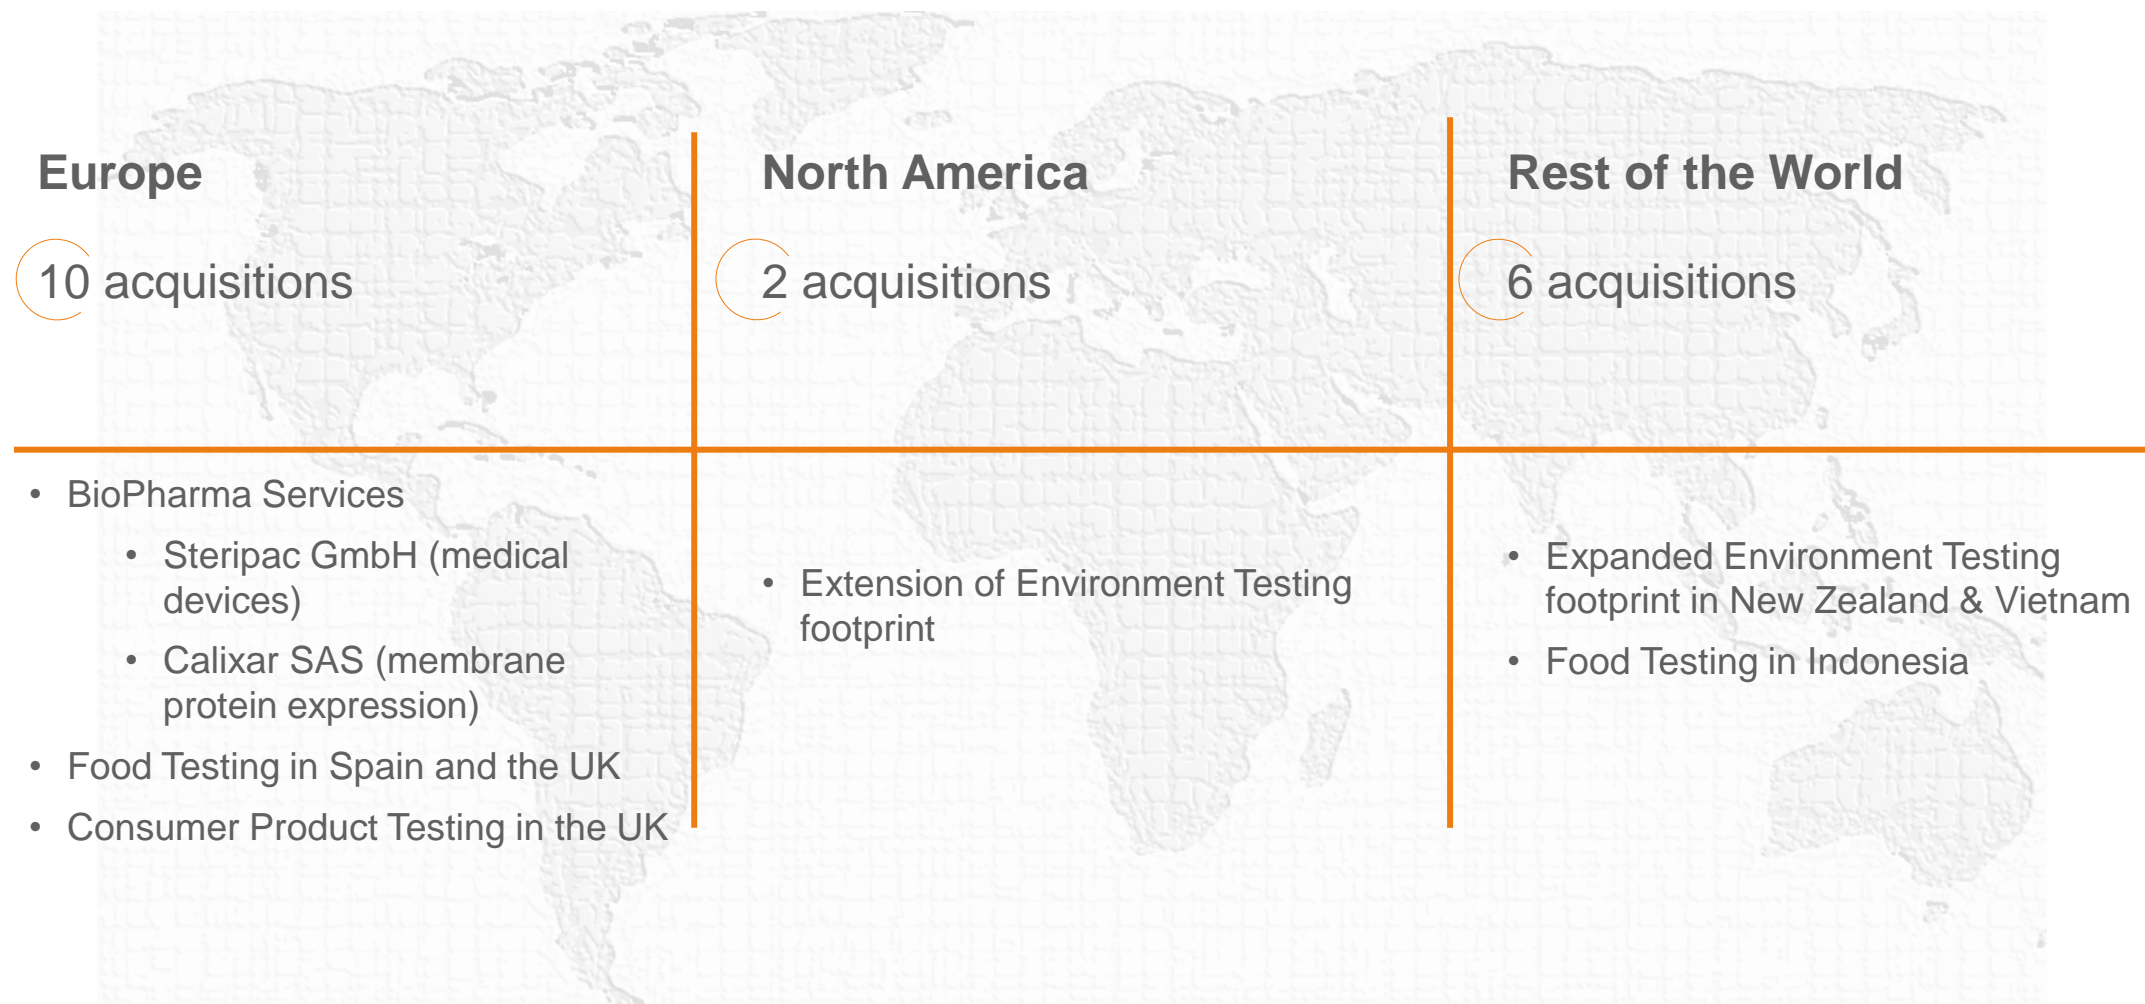 Europe
10 acquisitions
• BioPharma Services
• Steripac GmbH (medical
devices)
• Calixar SAS (membrane
protein expression)
• Food Testing in Spain and the UK
• Consumer Product Testing in the UK
North America
2 acquisitions
• Extension of Environment Testing
footprint
Rest of the World
6 acquisitions
• Expanded Environment Testing
footprint in New Zealand & Vietnam
• Food Testing in Indonesia